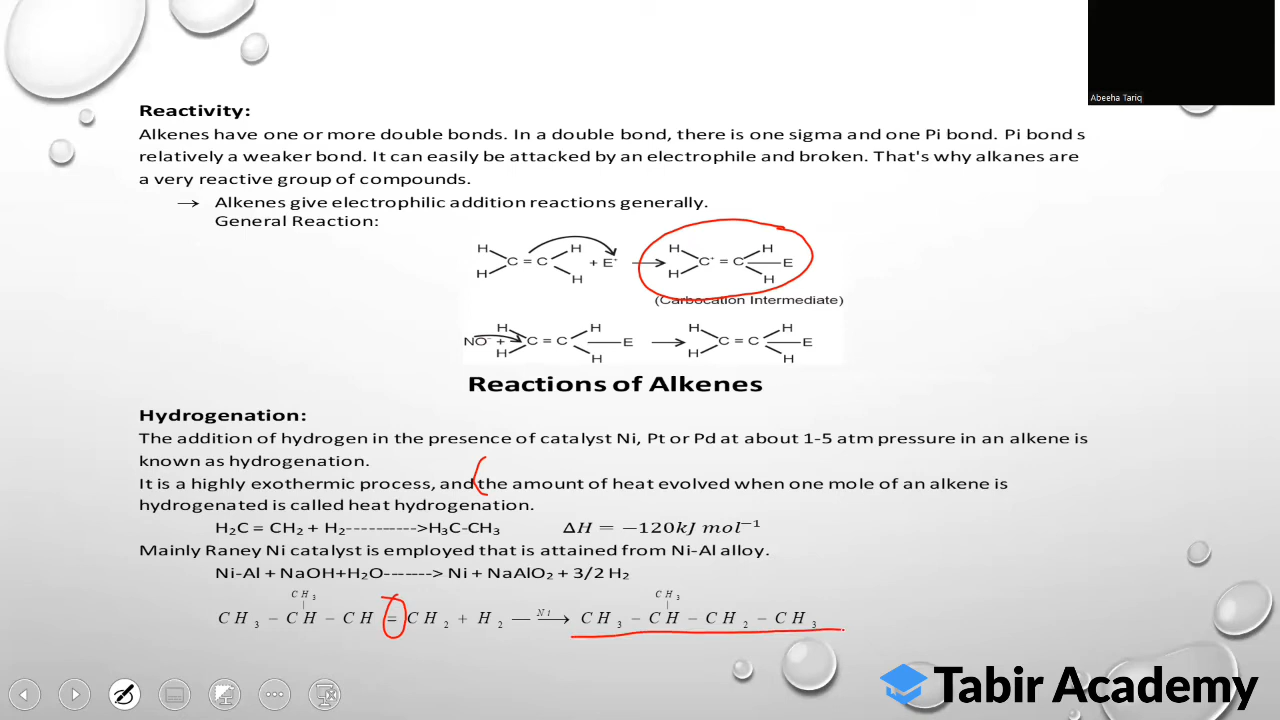 Abeeha Tariq
Reactivity:
Alkenes have one or more double bonds. In a double bond, there is one sigma and one Pi bond. Pi bond s
relatively a weaker bond. It can easily be attacked by an electrophile and broken. That's why alkanes are
a very reactive group of compounds.
→ Alkenes give electrophilic addition reactions generally.
General Reaction:
H H H H
C = C + E⁺ → C⁺ = C — E
H H H H
(Carbocation Intermediate)
H H H H
NO⁻ + C = C — E → C = C — E
H H H H
Reactions of Alkenes
Hydrogenation:
The addition of hydrogen in the presence of catalyst Ni, Pt or Pd at about 1-5 atm pressure in an alkene is
known as hydrogenation.
It is a highly exothermic process, and the amount of heat evolved when one mole of an alkene is
hydrogenated is called heat hydrogenation.
H₂C = CH₂ + H₂---------->H₃C-CH₃ ΔH = −120kJ mol⁻¹
Mainly Raney Ni catalyst is employed that is attained from Ni-Al alloy.
Ni-Al + NaOH+H₂O-------> Ni + NaAlO₂ + 3/2 H₂
CH₃ CH₃
CH₃ − CH − CH = CH₂ + H₂ —Ni→ CH₃ − CH − CH₂ − CH₃
Tabir Academy